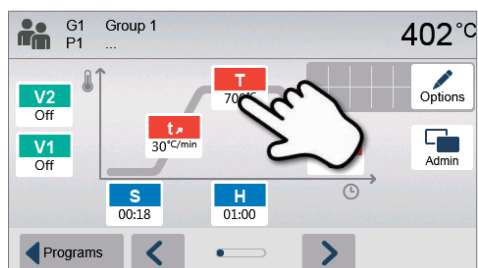 G1 Group 1
P1 ...
402°C
V2
Off
V1
Off
T
t↗
30°C/min
S
00:18
H
01:00
Options
Admin
Programs